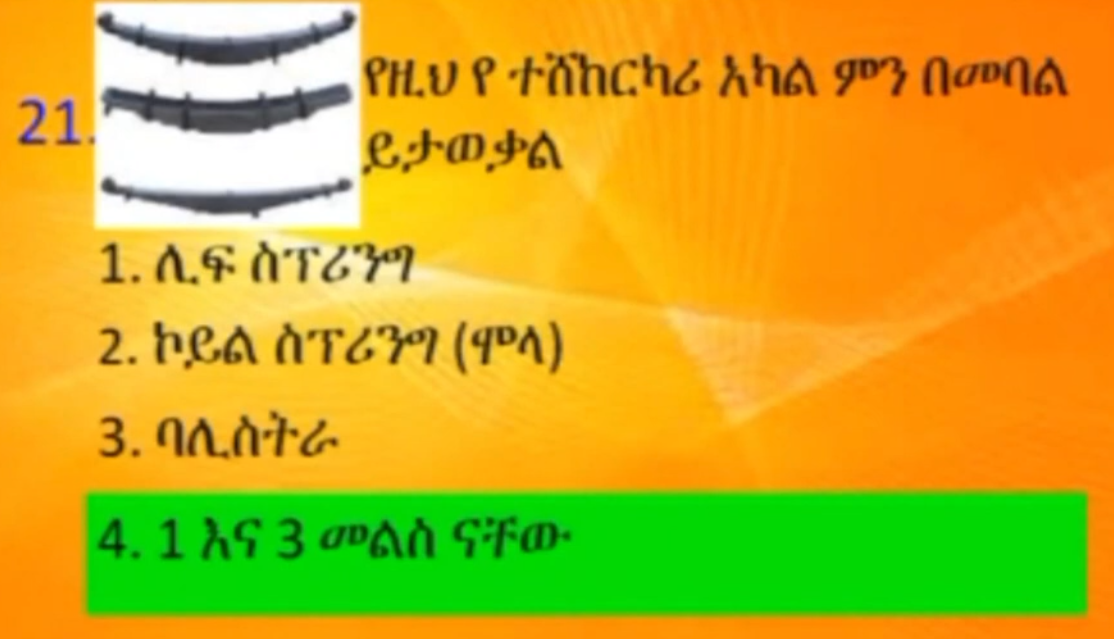 21. የዚህ የ ተሽከርካሪ አካል ምን በመባል
ይታወቃል
1. ሊፍ ስፕሪንግ
2. ኮይል ስፕሪንግ (ሞላ)
3. ባሊስትራ
4. 1 እና 3 መልስ ናቸው